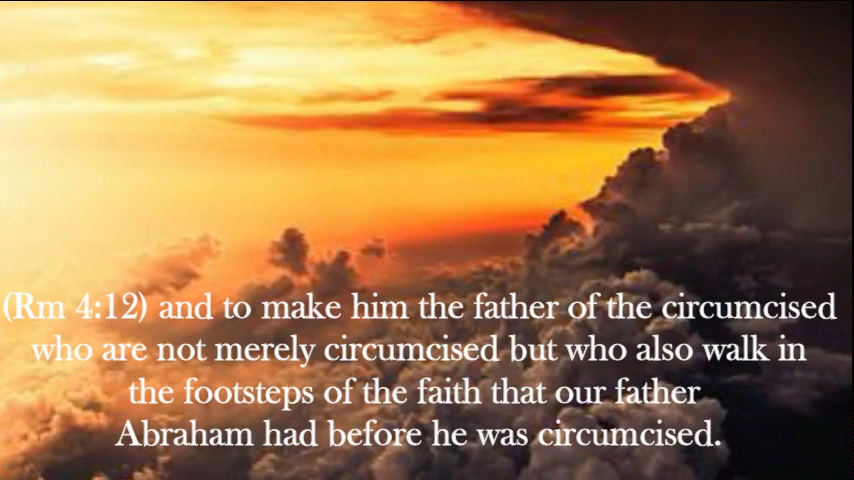 (Rm 4:12) and to make him the father of the circumcised
who are not merely circumcised but who also walk in
the footsteps of the faith that our father
Abraham had before he was circumcised.